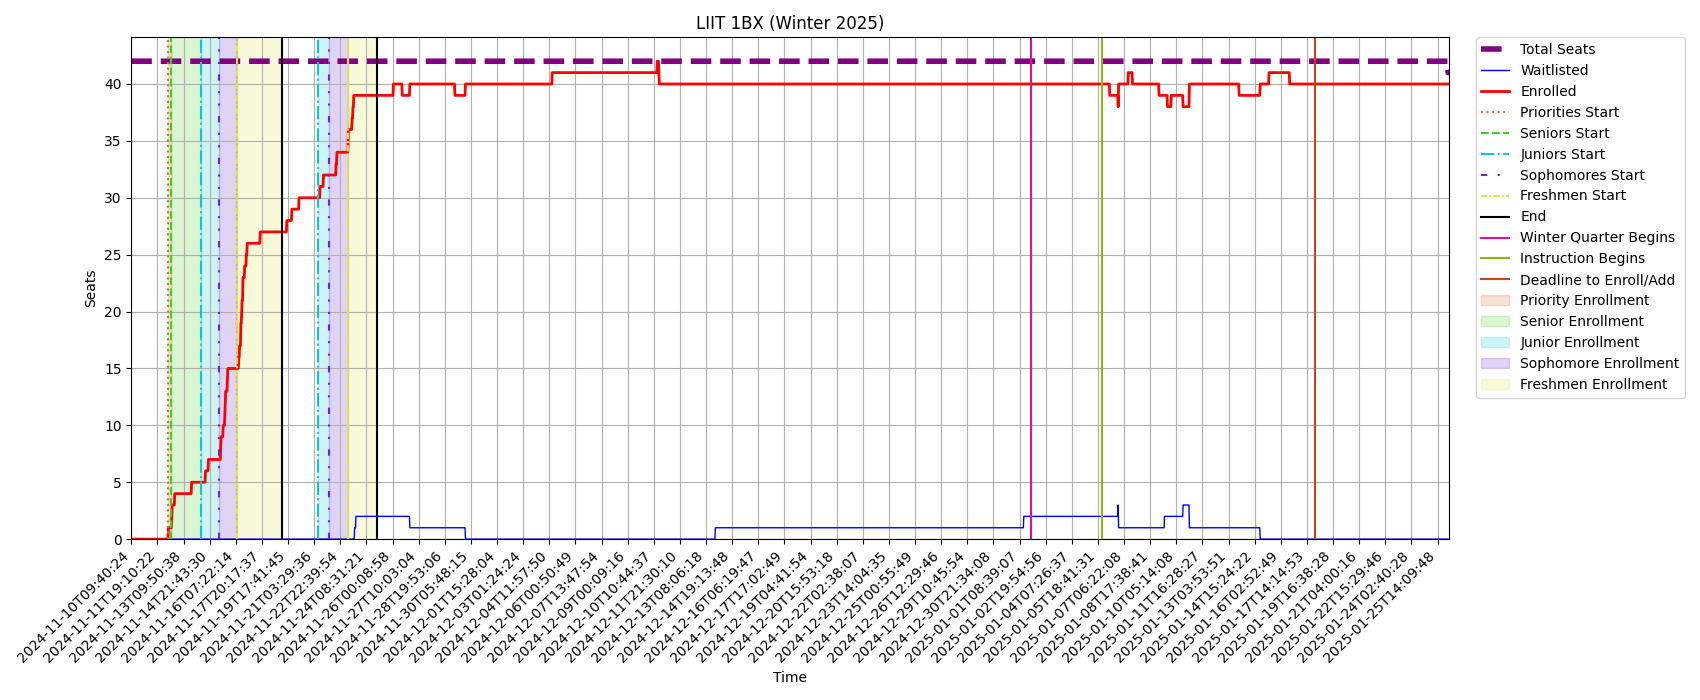 LIIT 1BX (Winter 2025)
Seats
40
35
30
25
20
15
10
5
0
2024-11-10T09:40:24
2024-11-11T19:10:22
2024-11-13T09:50:38
2024-11-14T21:43:30
2024-11-16T07:22:14
2024-11-17T20:17:37
2024-11-19T17:41:45
2024-11-21T03:29:36
2024-11-22T22:39:54
2024-11-24T08:31:21
2024-11-26T00:08:58
2024-11-27T11:03:04
2024-11-28T19:53:06
2024-11-30T05:48:15
2024-12-01T15:28:04
2024-12-03T01:24:24
2024-12-04T11:57:50
2024-12-06T00:50:49
2024-12-07T13:47:54
2024-12-09T00:09:16
2024-12-10T10:44:37
2024-12-11T21:30:10
2024-12-13T08:06:18
2024-12-14T19:13:48
2024-12-16T06:19:47
2024-12-17T17:02:49
2024-12-19T04:41:54
2024-12-20T15:53:18
2024-12-22T02:38:07
2024-12-23T14:04:35
2024-12-25T00:55:49
2024-12-26T12:29:46
2024-12-29T10:45:54
2024-12-30T21:34:08
2025-01-01T08:39:07
2025-01-02T19:54:56
2025-01-04T07:26:37
2025-01-05T18:41:31
2025-01-07T06:22:08
2025-01-08T17:38:41
2025-01-10T05:14:08
2025-01-11T16:28:27
2025-01-13T03:53:51
2025-01-14T15:24:22
2025-01-16T02:52:49
2025-01-17T14:14:53
2025-01-19T16:38:28
2025-01-21T04:00:16
2025-01-22T15:29:46
2025-01-24T02:40:28
2025-01-25T14:09:48
Time
Total Seats
Waitlisted
Enrolled
Priorities Start
Seniors Start
Juniors Start
Sophomores Start
Freshmen Start
End
Winter Quarter Begins
Instruction Begins
Deadline to Enroll/Add
Priority Enrollment
Senior Enrollment
Junior Enrollment
Sophomore Enrollment
Freshmen Enrollment